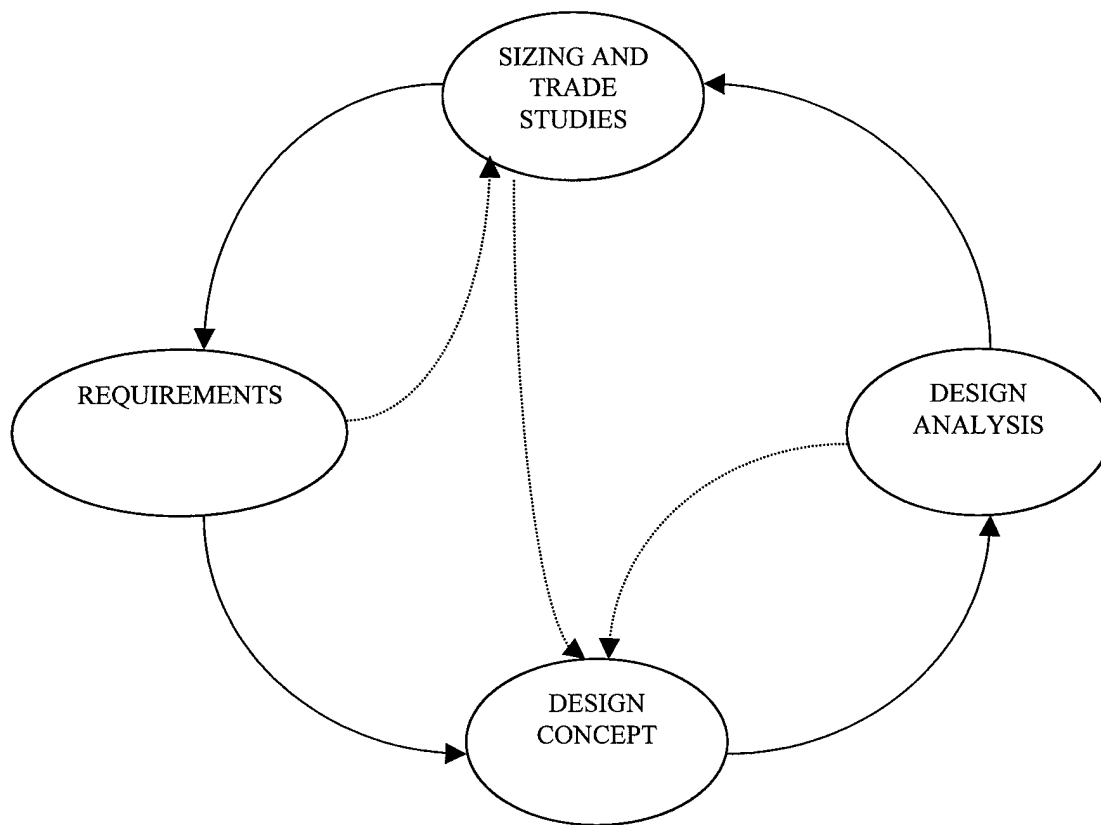 SIZING AND
TRADE
STUDIES
REQUIREMENTS
DESIGN
ANALYSIS
DESIGN
CONCEPT